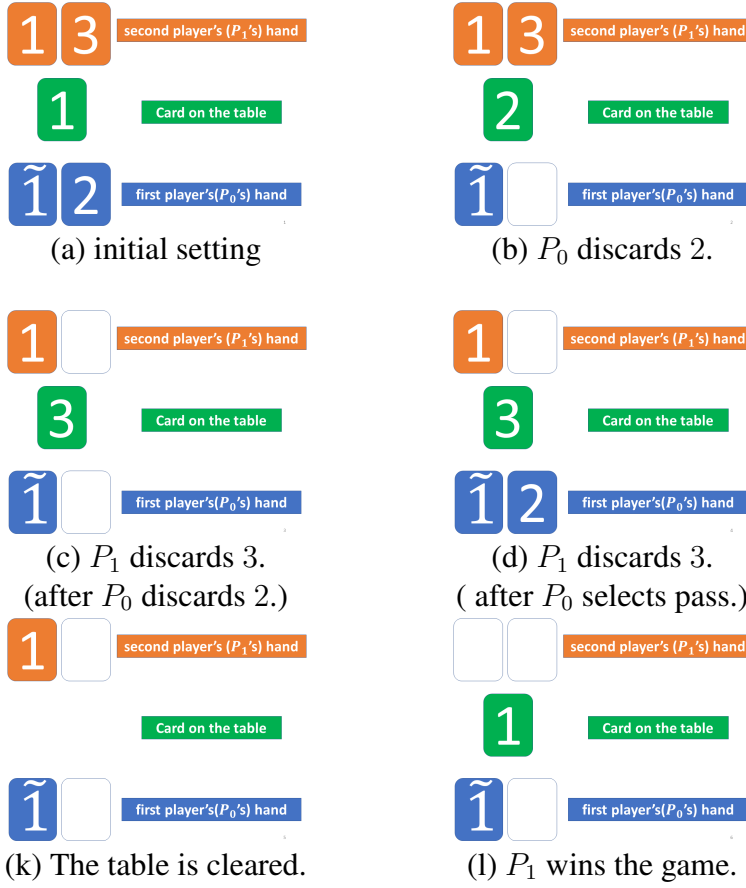 1 3 second player's (P₁'s) hand
1 Card on the table
1̃ 2 first player's(P₀'s) hand
(a) initial setting
1 3 second player's (P₁'s) hand
2 Card on the table
1̃ first player's(P₀'s) hand
(b) P₀ discards 2.
1 second player's (P₁'s) hand
3 Card on the table
1̃ first player's(P₀'s) hand
(c) P₁ discards 3.
(after P₀ discards 2.)
1 second player's (P₁'s) hand
3 Card on the table
1̃ 2 first player's(P₀'s) hand
(d) P₁ discards 3.
( after P₀ selects pass.)
1 second player's (P₁'s) hand
Card on the table
1̃ first player's(P₀'s) hand
(k) The table is cleared.
second player's (P₁'s) hand
1 Card on the table
1̃ first player's(P₀'s) hand
(l) P₁ wins the game.